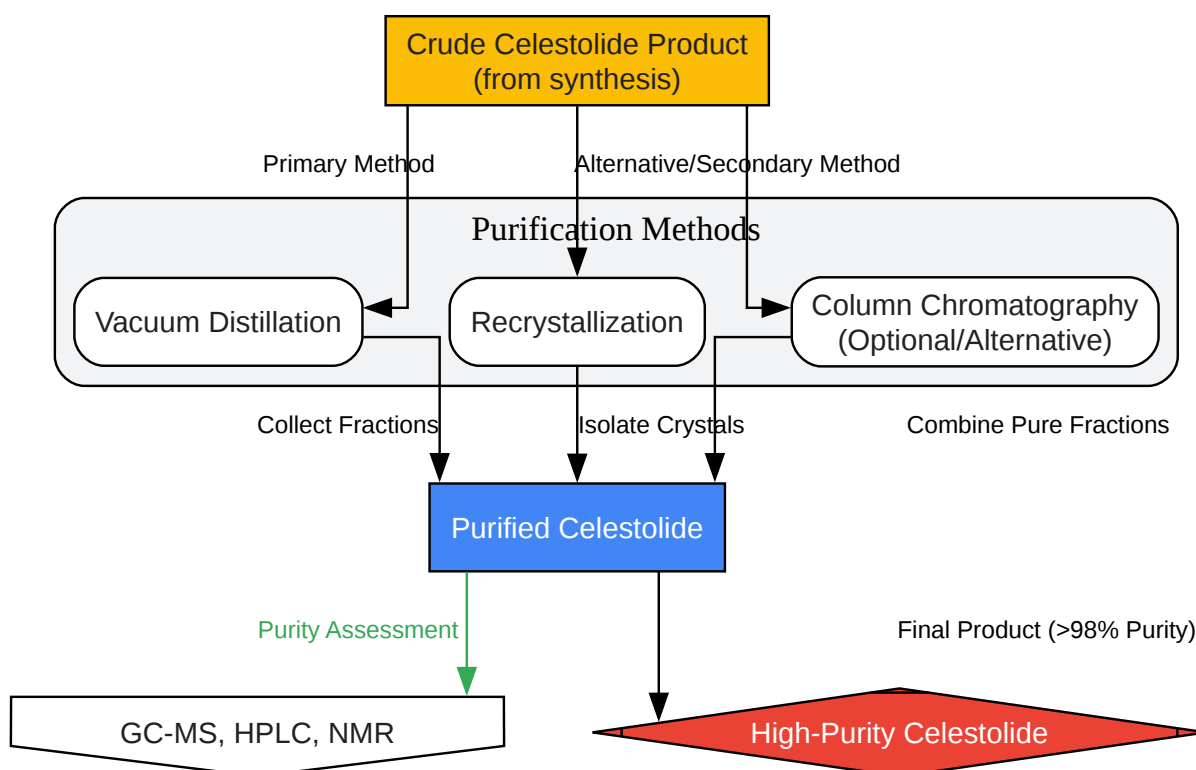 Crude Celestolide Product
(from synthesis)
Primary Method
Alternative/Secondary Method
Purification Methods
Vacuum Distillation
Recrystallization
Column Chromatography
(Optional/Alternative)
Collect Fractions
Isolate Crystals
Combine Pure Fractions
Purified Celestolide
Purity Assessment
Final Product (>98% Purity)
GC-MS, HPLC, NMR
High-Purity Celestolide